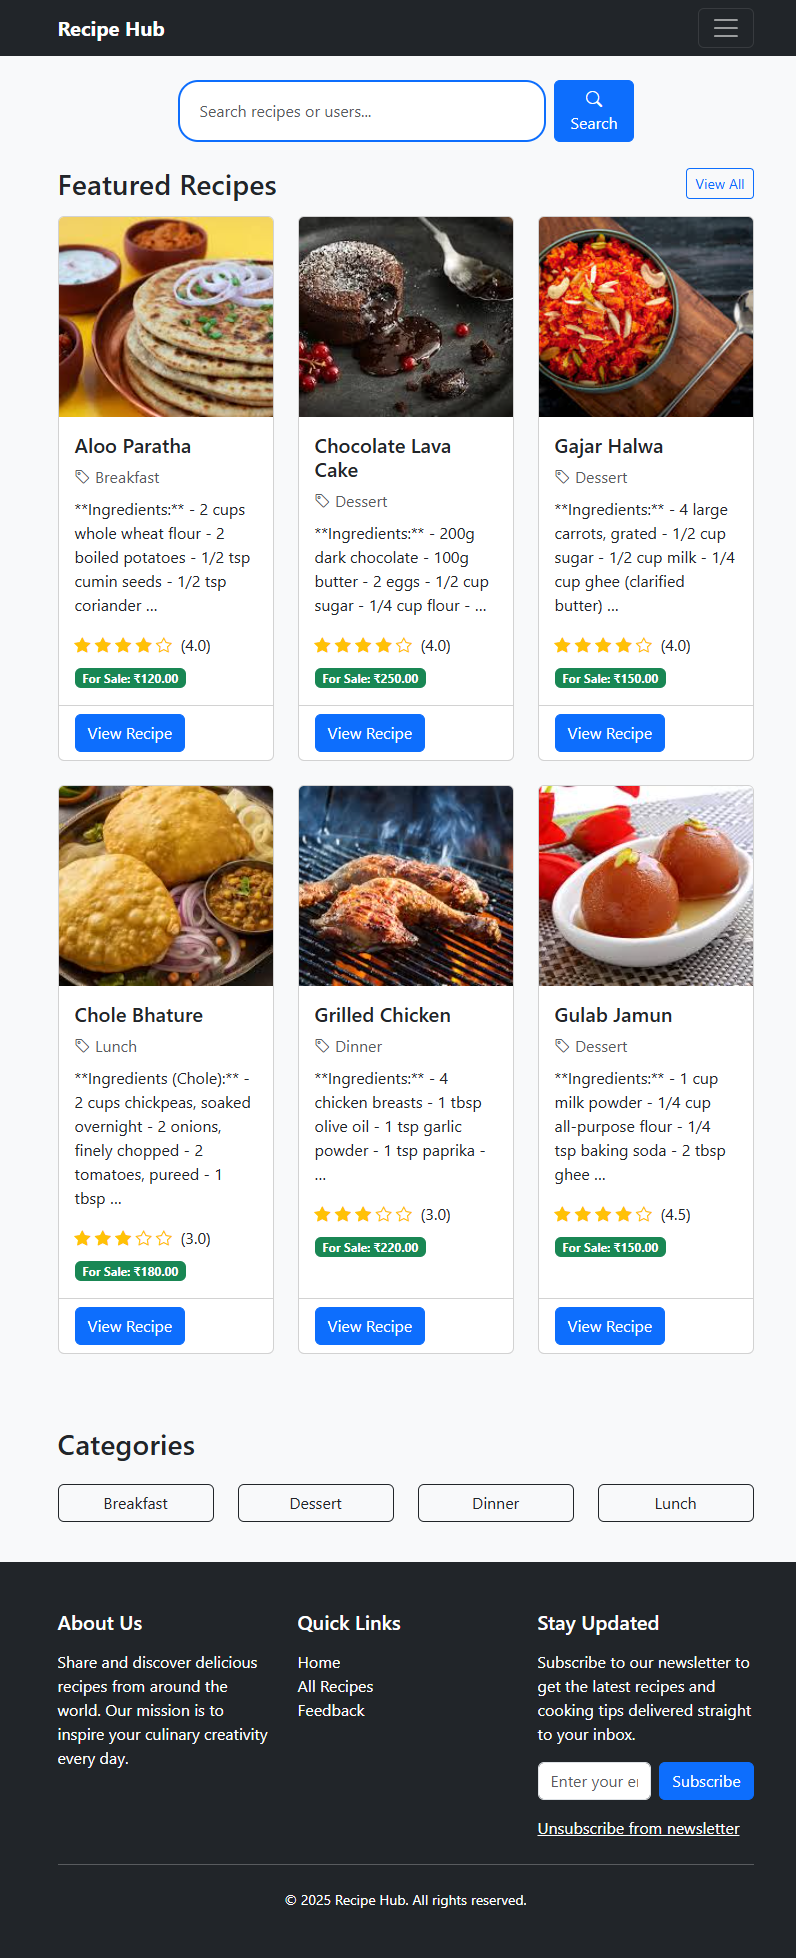 Recipe Hub
Search recipes or users...
Search
Featured Recipes
View All
Aloo Paratha
Breakfast
**Ingredients:** - 2 cups
whole wheat flour - 2
boiled potatoes - 1/2 tsp
cumin seeds - 1/2 tsp
coriander ...
(4.0)
For Sale: ₹120.00
View Recipe
Chocolate Lava
Cake
Dessert
**Ingredients:** - 200g
dark chocolate - 100g
butter - 2 eggs - 1/2 cup
sugar - 1/4 cup flour - ...
(4.0)
For Sale: ₹250.00
View Recipe
Gajar Halwa
Dessert
**Ingredients:** - 4 large
carrots, grated - 1/2 cup
sugar - 1/2 cup milk - 1/4
cup ghee (clarified
butter) ...
(4.0)
For Sale: ₹150.00
View Recipe
Chole Bhature
Lunch
**Ingredients (Chole):** -
2 cups chickpeas, soaked
overnight - 2 onions,
finely chopped - 2
tomatoes, pureed - 1
tbsp ...
(3.0)
For Sale: ₹180.00
View Recipe
Grilled Chicken
Dinner
**Ingredients:** - 4
chicken breasts - 1 tbsp
olive oil - 1 tsp garlic
powder - 1 tsp paprika -
...
(3.0)
For Sale: ₹220.00
View Recipe
Gulab Jamun
Dessert
**Ingredients:** - 1 cup
milk powder - 1/4 cup
all-purpose flour - 1/4
tsp baking soda - 2 tbsp
ghee ...
(4.5)
For Sale: ₹150.00
View Recipe
Categories
Breakfast
Dessert
Dinner
Lunch
About Us
Share and discover delicious
recipes from around the
world. Our mission is to
inspire your culinary creativity
every day.
Quick Links
Home
All Recipes
Feedback
Stay Updated
Subscribe to our newsletter to
get the latest recipes and
cooking tips delivered straight
to your inbox.
Enter your e
Subscribe
Unsubscribe from newsletter
© 2025 Recipe Hub. All rights reserved.